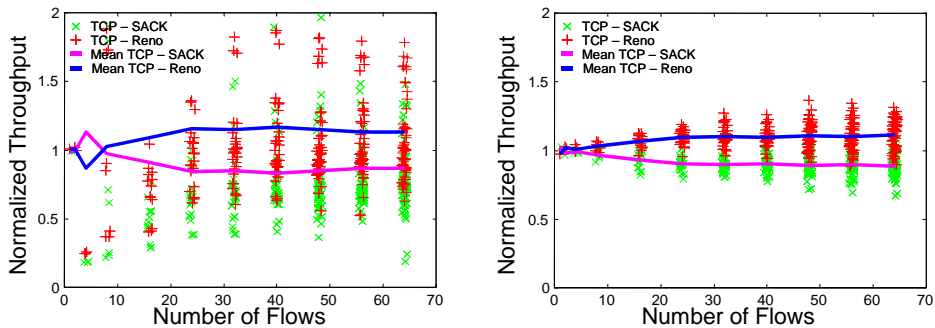 2
TCP – SACK
TCP – Reno
Mean TCP – SACK
Mean TCP – Reno
1.5
1
0.5
0
0 10 20 30 40 50 60 70
Normalized Throughput
Number of Flows
2
TCP – SACK
TCP – Reno
Mean TCP – SACK
Mean TCP – Reno
1.5
1
0.5
0
0 10 20 30 40 50 60 70
Normalized Throughput
Number of Flows